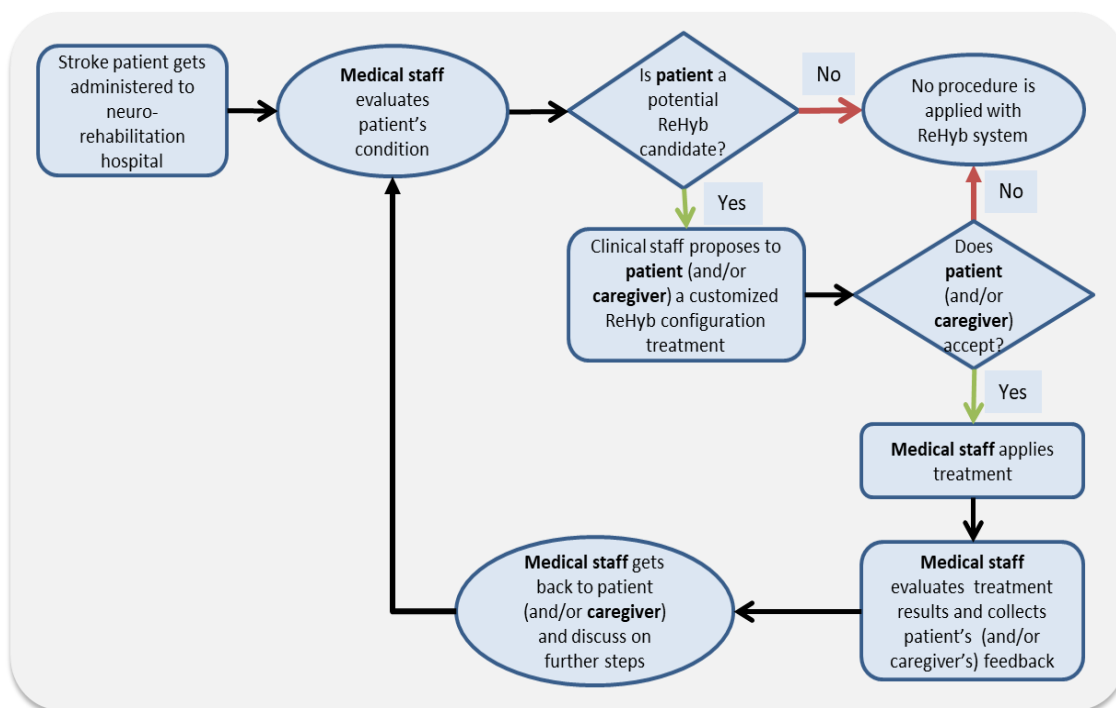 Stroke patient gets
administered to
neuro-
rehabilitation
hospital
Medical staff
evaluates
patient's
condition
Is patient a
potential
ReHyb
candidate?
No
No procedure is
applied with
ReHyb system
Yes
No
Clinical staff proposes to
patient (and/or
caregiver) a customized
ReHyb configuration
treatment
Does
patient
(and/or
caregiver)
accept?
Yes
Medical staff applies
treatment
Medical staff
evaluates treatment
results and collects
patient's (and/or
caregiver's) feedback
Medical staff gets
back to patient
(and/or caregiver)
and discuss on
further steps